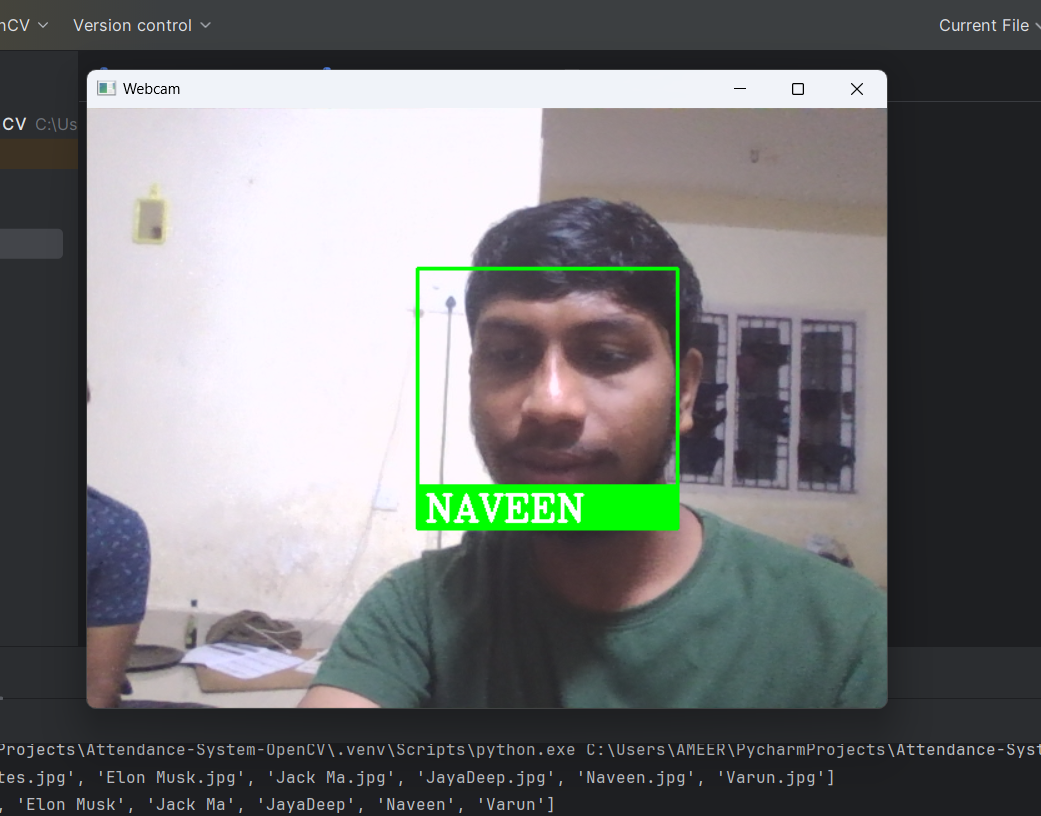 nCV Version control Current File
Webcam
CV C:\Us
NAVEEN
Projects\Attendance-System-OpenCV\.venv\Scripts\python.exe C:\Users\AMEER\PycharmProjects\Attendance-Syst
tes.jpg', 'Elon Musk.jpg', 'Jack Ma.jpg', 'JayaDeep.jpg', 'Naveen.jpg', 'Varun.jpg']
, 'Elon Musk', 'Jack Ma', 'JayaDeep', 'Naveen', 'Varun']